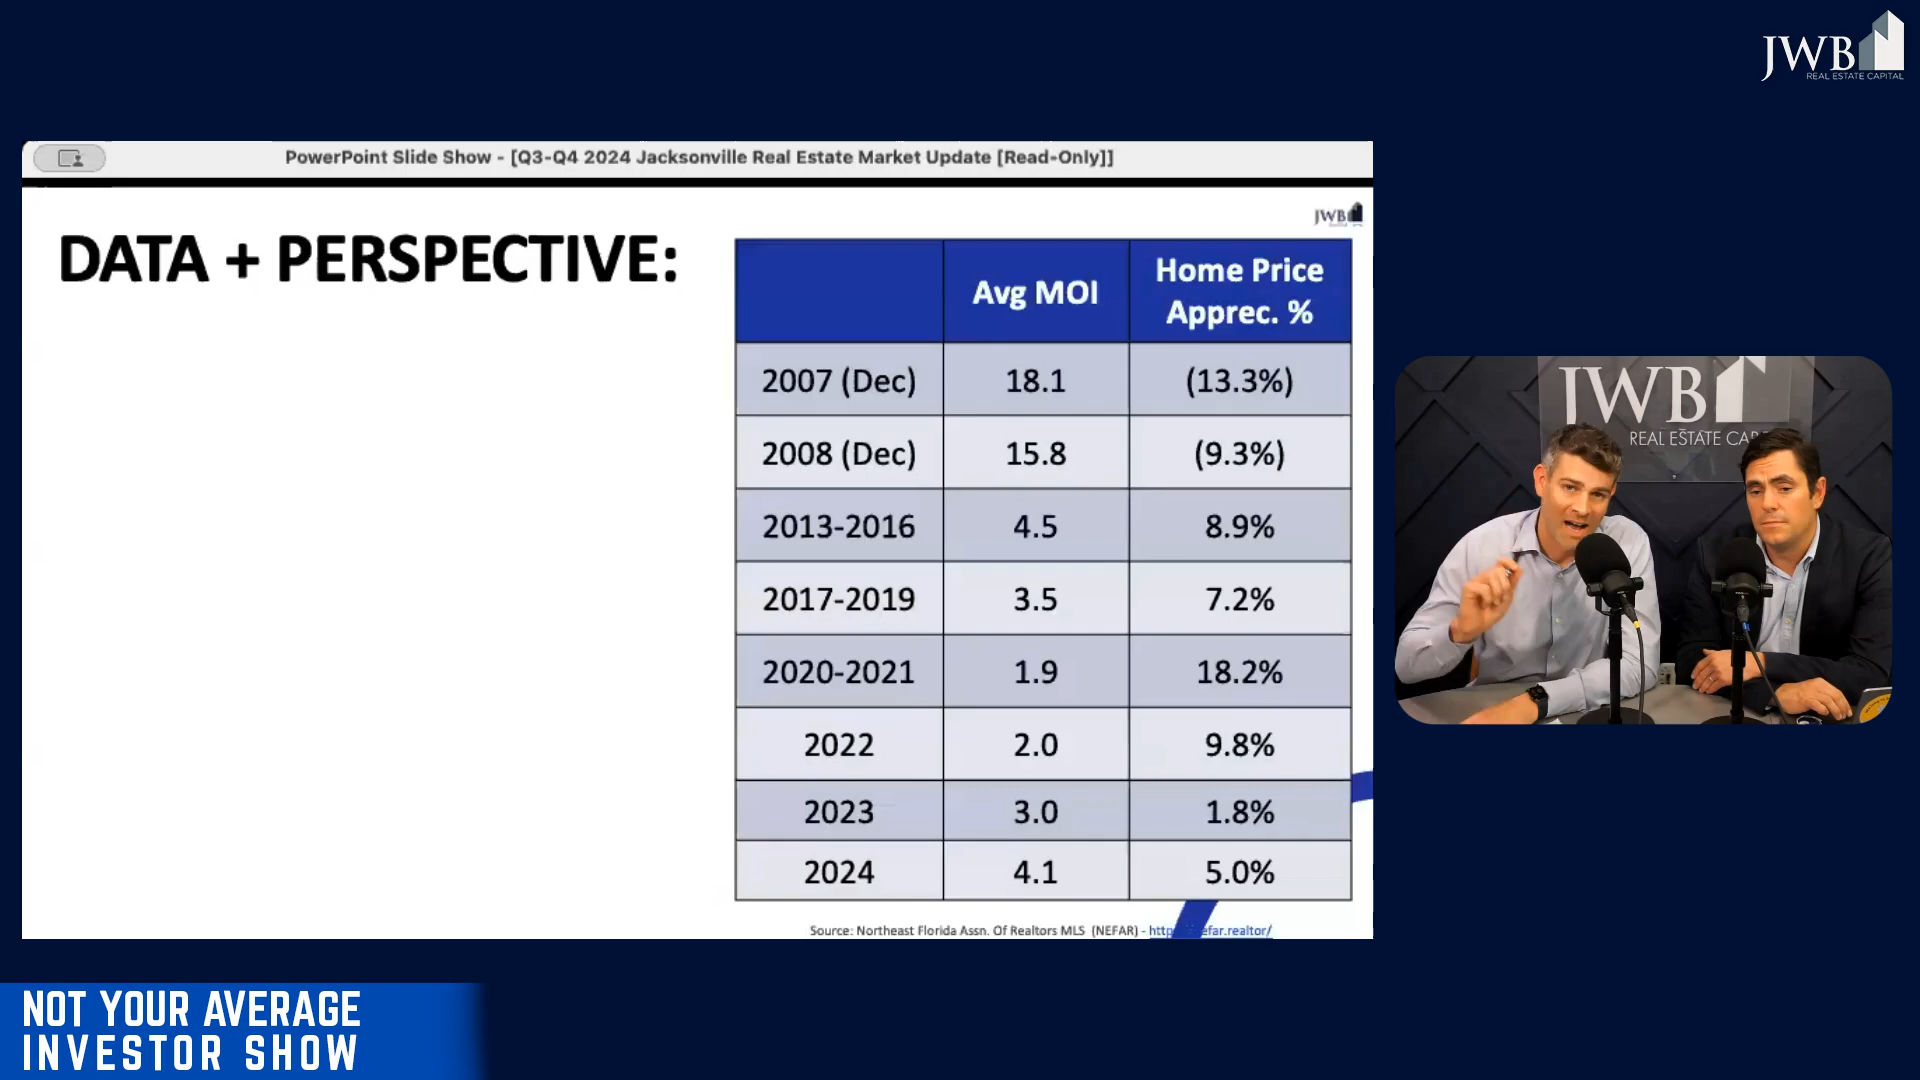 JWB
REAL ESTATE CAPITAL
PowerPoint Slide Show - [Q3-Q4 2024 Jacksonville Real Estate Market Update [Read-Only]]
JWB
DATA + PERSPECTIVE:
Avg MOI
Home Price
Apprec. %
2007 (Dec) 18.1 (13.3%)
2008 (Dec) 15.8 (9.3%)
2013-2016 4.5 8.9%
2017-2019 3.5 7.2%
2020-2021 1.9 18.2%
2022 2.0 9.8%
2023 3.0 1.8%
2024 4.1 5.0%
Source: Northeast Florida Assn. Of Realtors MLS (NEFAR) -
JWB
REAL ESTATE
NOT YOUR AVERAGE
INVESTOR SHOW